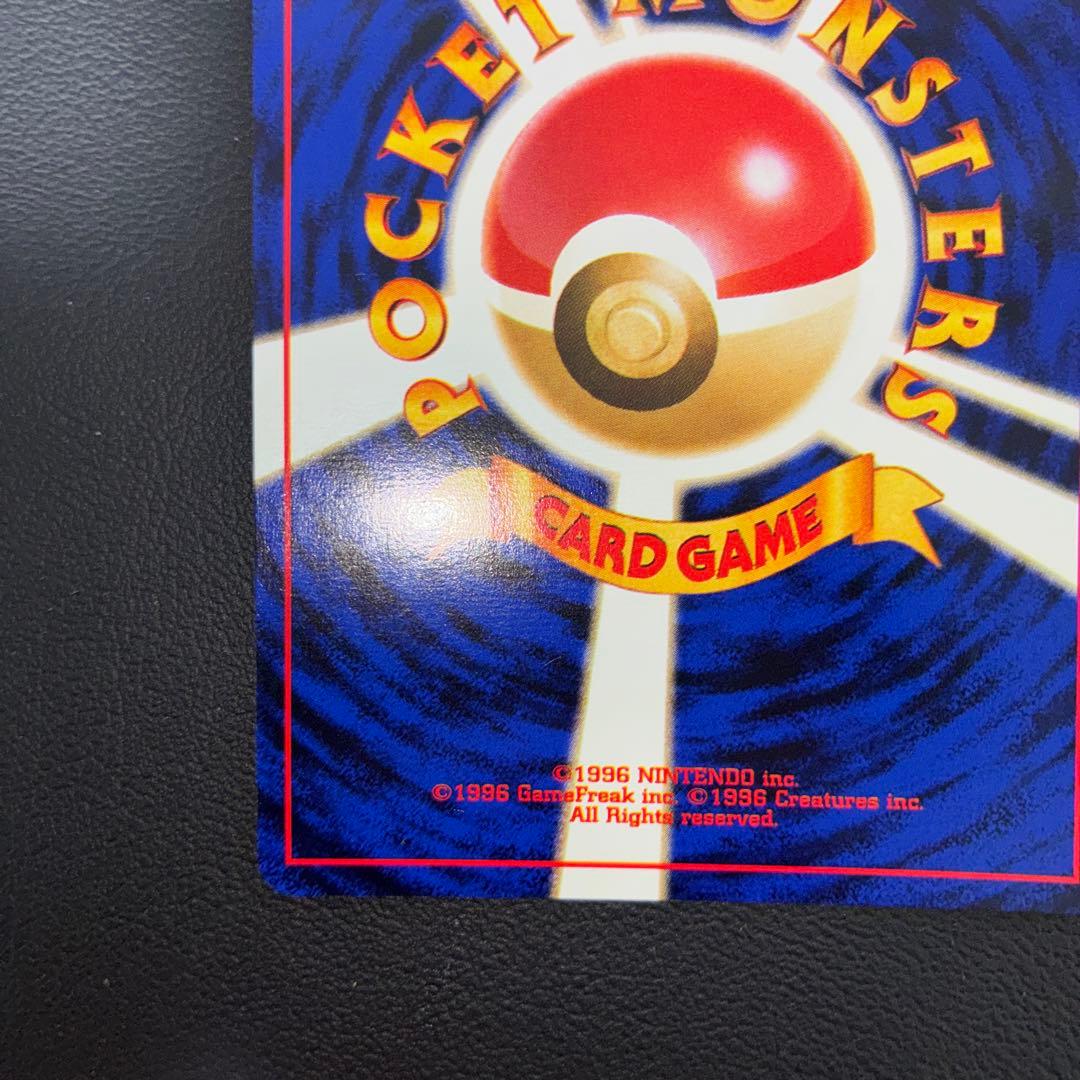 POCKET MONSTERS
CARD GAME
©1996 NINTENDO inc.
©1996 GameFreak inc. ©1996 Creatures inc.
All Rights reserved.